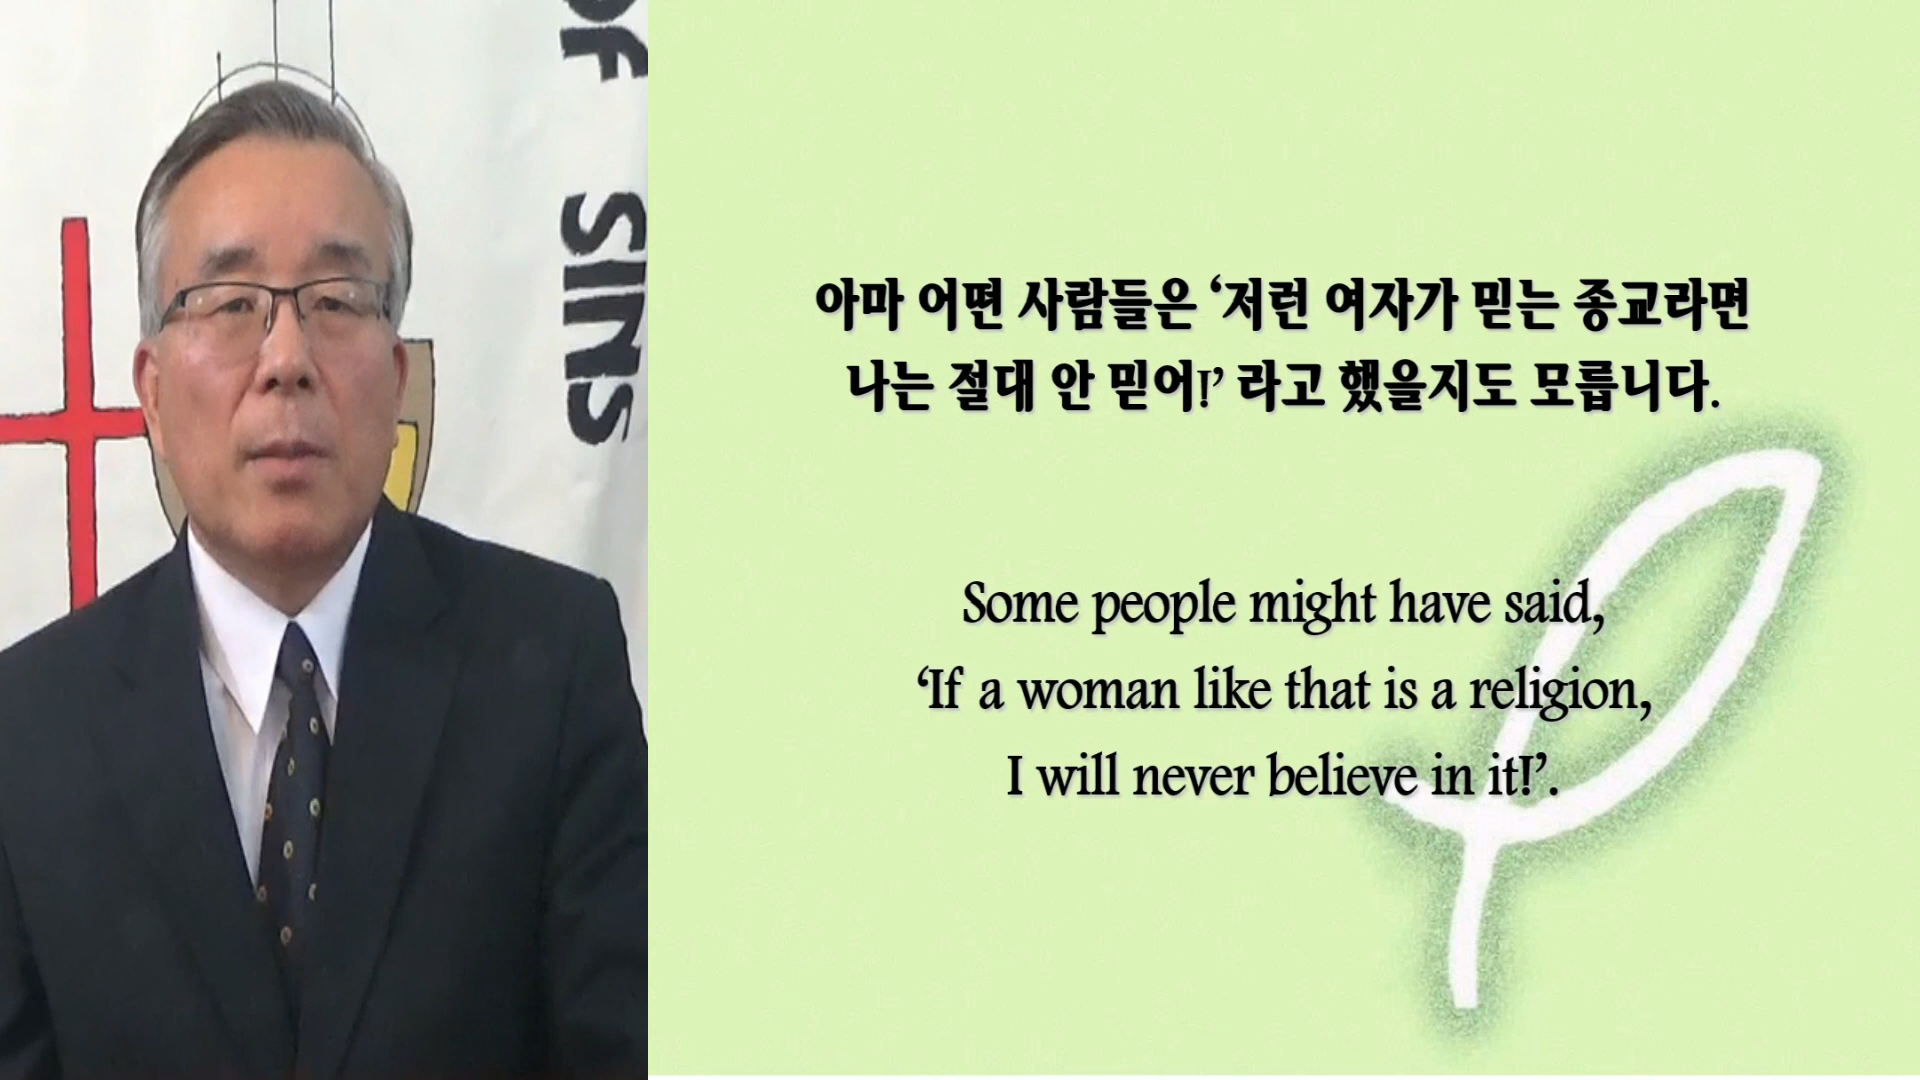 OF SINS
아마 어떤 사람들은 ‘저런 여자가 믿는 종교라면
나는 절대 안 믿어!’ 라고 했을지도 모릅니다.
Some people might have said,
‘If a woman like that is a religion,
I will never believe in it!’.